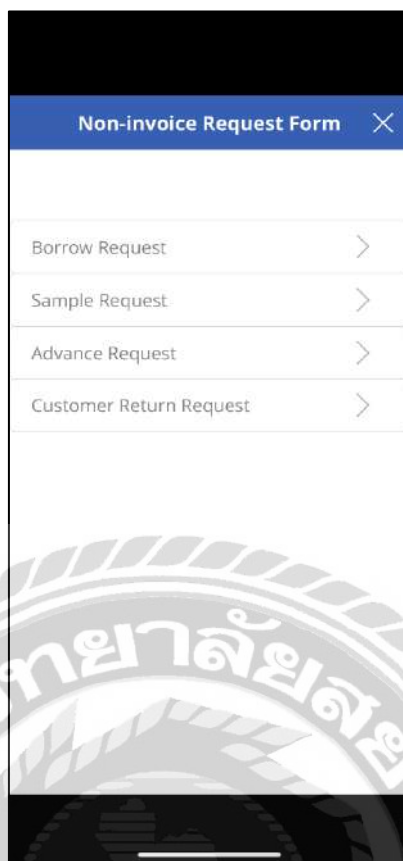 Non-invoice Request Form
Borrow Request
Sample Request
Advance Request
Customer Return Request